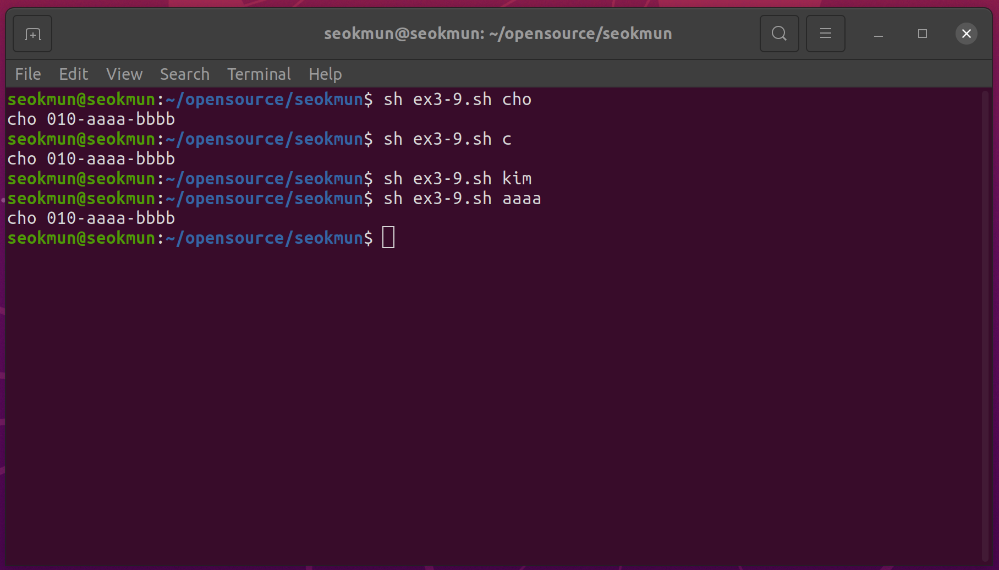 seokmun@seokmun: ~/opensource/seokmun
File Edit View Search Terminal Help
seokmun@seokmun:~/opensource/seokmun$ sh ex3-9.sh cho
cho 010-aaaa-bbbb
seokmun@seokmun:~/opensource/seokmun$ sh ex3-9.sh c
cho 010-aaaa-bbbb
seokmun@seokmun:~/opensource/seokmun$ sh ex3-9.sh kim
seokmun@seokmun:~/opensource/seokmun$ sh ex3-9.sh aaaa
cho 010-aaaa-bbbb
seokmun@seokmun:~/opensource/seokmun$